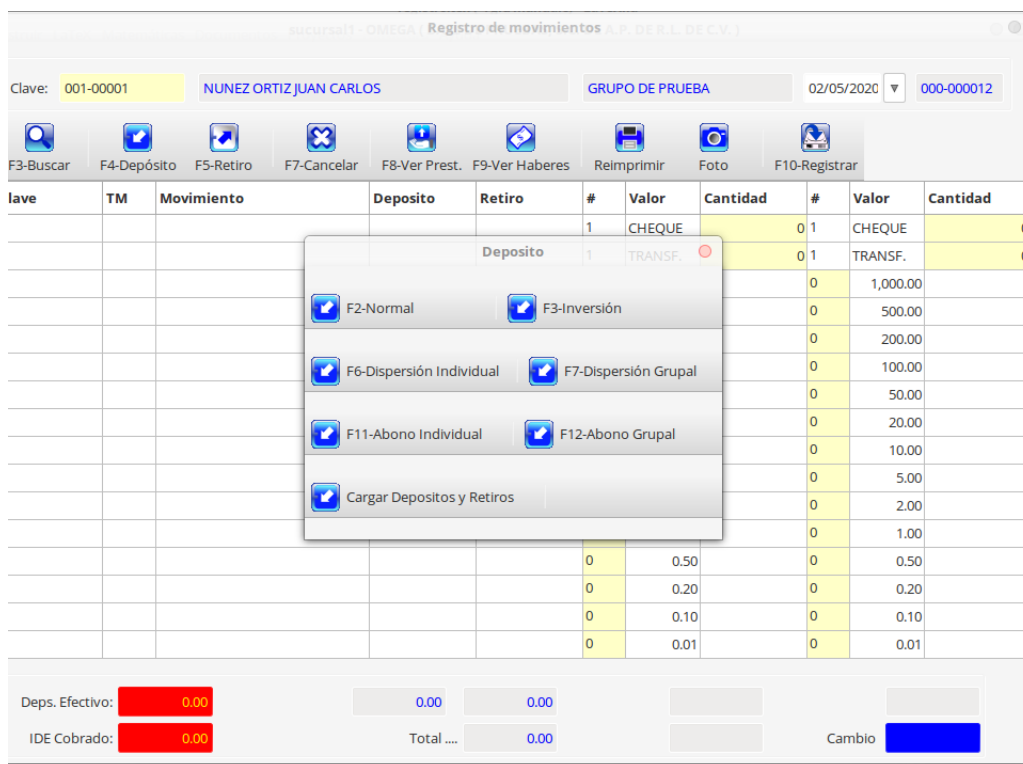 sucursal1 - OMEGA ( Registro de movimientos A.P. DE R.L. DE C.V. )
Clave: 001-00001 NUNEZ ORTIZ JUAN CARLOS GRUPO DE PRUEBA 02/05/2020 000-000012
F3-Buscar F4-Depósito F5-Retiro F7-Cancelar F8-Ver Prest. F9-Ver Haberes Reimprimir Foto F10-Registrar
lave TM Movimiento Deposito Retiro # Valor Cantidad # Valor Cantidad
1 CHEQUE 0 1 CHEQUE
Deposito 1 TRANSF. 0 1 TRANSF.
0 1,000.00
F2-Normal F3-Inversión 0 500.00
0 200.00
F6-Dispersión Individual F7-Dispersión Grupal 0 100.00
0 50.00
0 20.00
F11-Abono Individual F12-Abono Grupal 0 10.00
0 5.00
Cargar Depositos y Retiros 0 2.00
0 1.00
0 0.50 0 0.50
0 0.20 0 0.20
0 0.10 0 0.10
0 0.01 0 0.01
Deps. Efectivo: 0.00 0.00 0.00
IDE Cobrado: 0.00 Total .... 0.00 Cambio